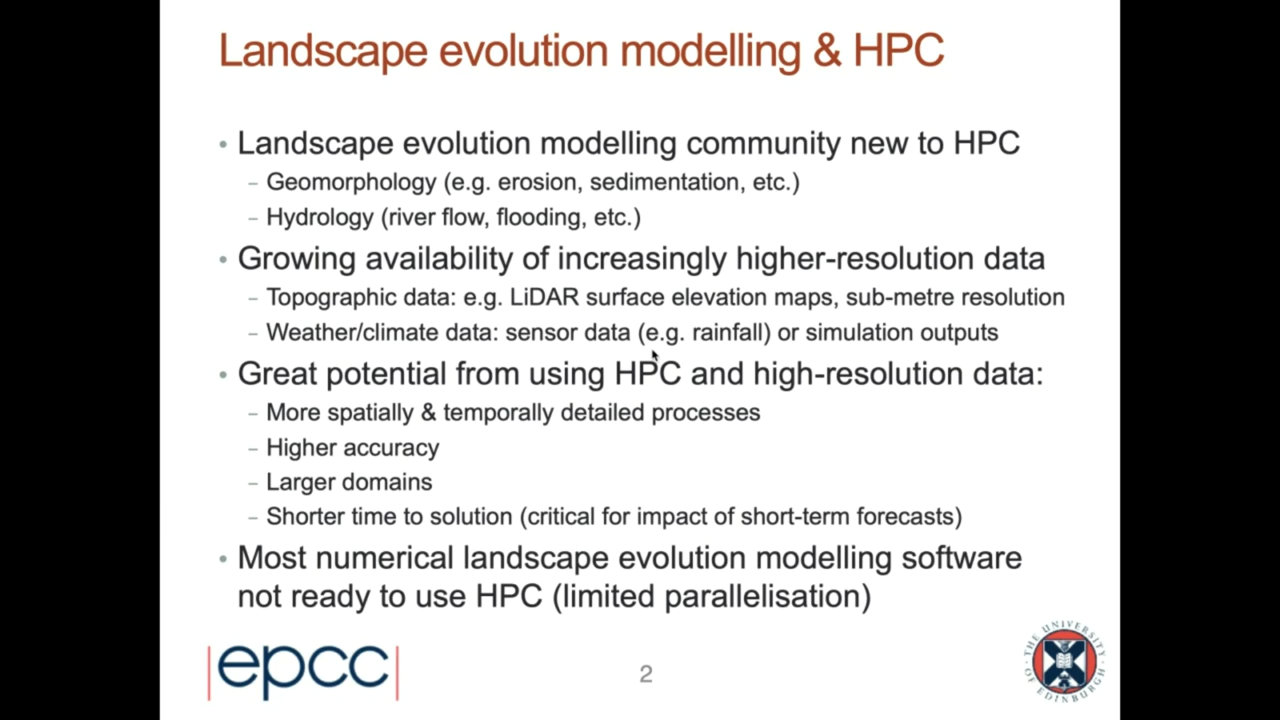 Landscape evolution modelling & HPC
• Landscape evolution modelling community new to HPC
– Geomorphology (e.g. erosion, sedimentation, etc.)
– Hydrology (river flow, flooding, etc.)
• Growing availability of increasingly higher-resolution data
– Topographic data: e.g. LiDAR surface elevation maps, sub-metre resolution
– Weather/climate data: sensor data (e.g. rainfall) or simulation outputs
• Great potential from using HPC and high-resolution data:
– More spatially & temporally detailed processes
– Higher accuracy
– Larger domains
– Shorter time to solution (critical for impact of short-term forecasts)
• Most numerical landscape evolution modelling software
not ready to use HPC (limited parallelisation)
|epcc|
2
THE UNIVERSITY OF EDINBURGH